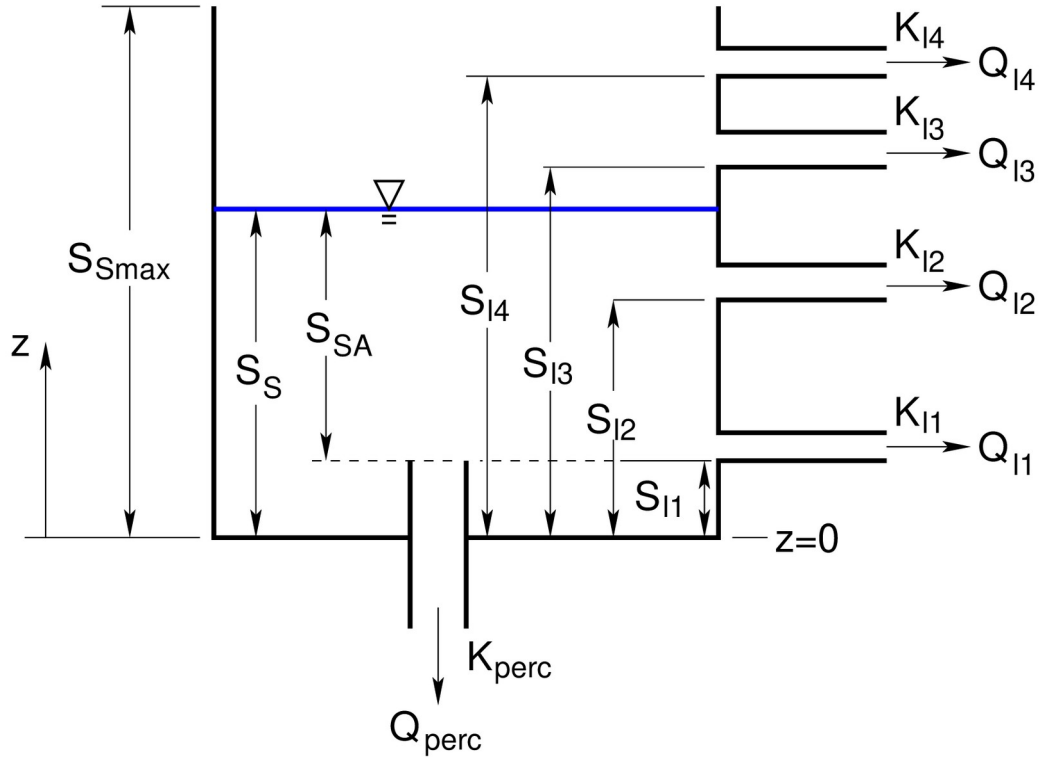 K_l4
Q_l4
K_l3
Q_l3
S_Smax
K_l2
Q_l2
S_l4
z
S_SA
S_S
S_l3
S_l2
K_l1
Q_l1
S_l1
z=0
K_perc
Q_perc